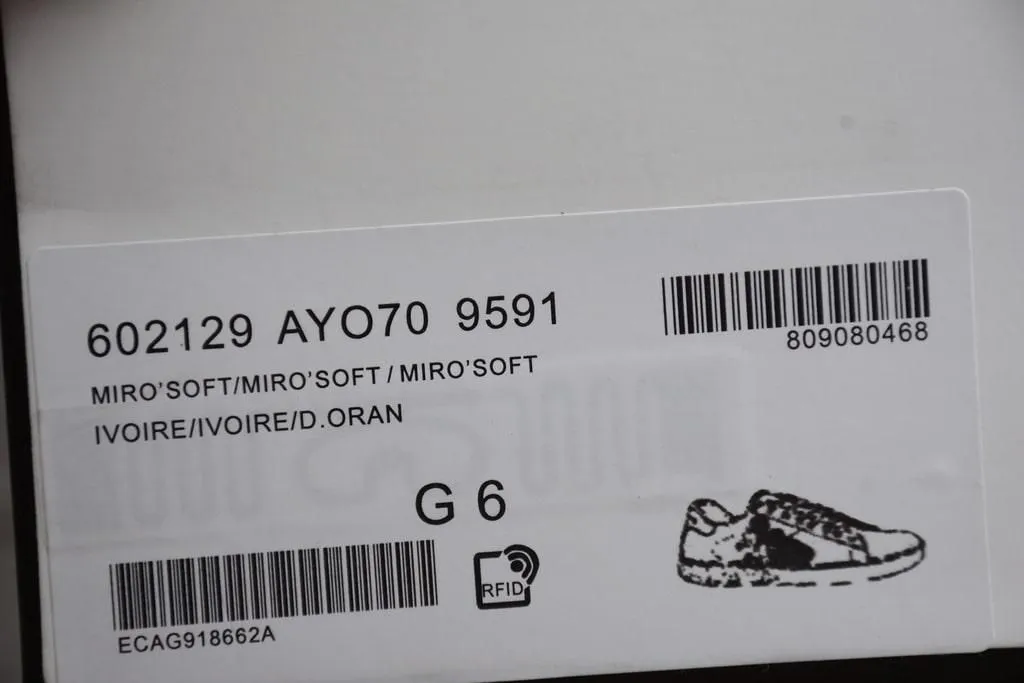 602129 AYO70 9591
809080468
MIRO'SOFT/MIRO'SOFT / MIRO'SOFT
IVOIRE/IVOIRE/D.ORAN
G 6
RFID
ECAG918662A